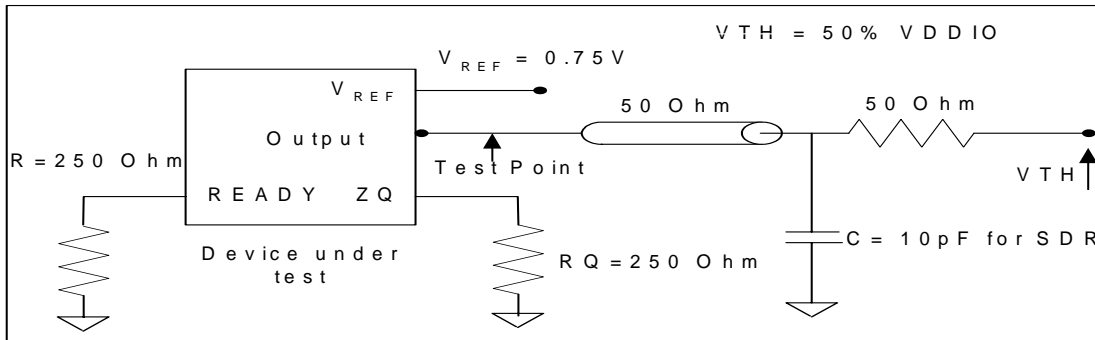 VTH = 50% VDDIO
VREF = 0.75V
VREF
50 Ohm
50 Ohm
Output
R = 250 Ohm
Test Point
VTH
READY
ZQ
C = 10pF for SDR
Device under
test
RQ = 250 Ohm